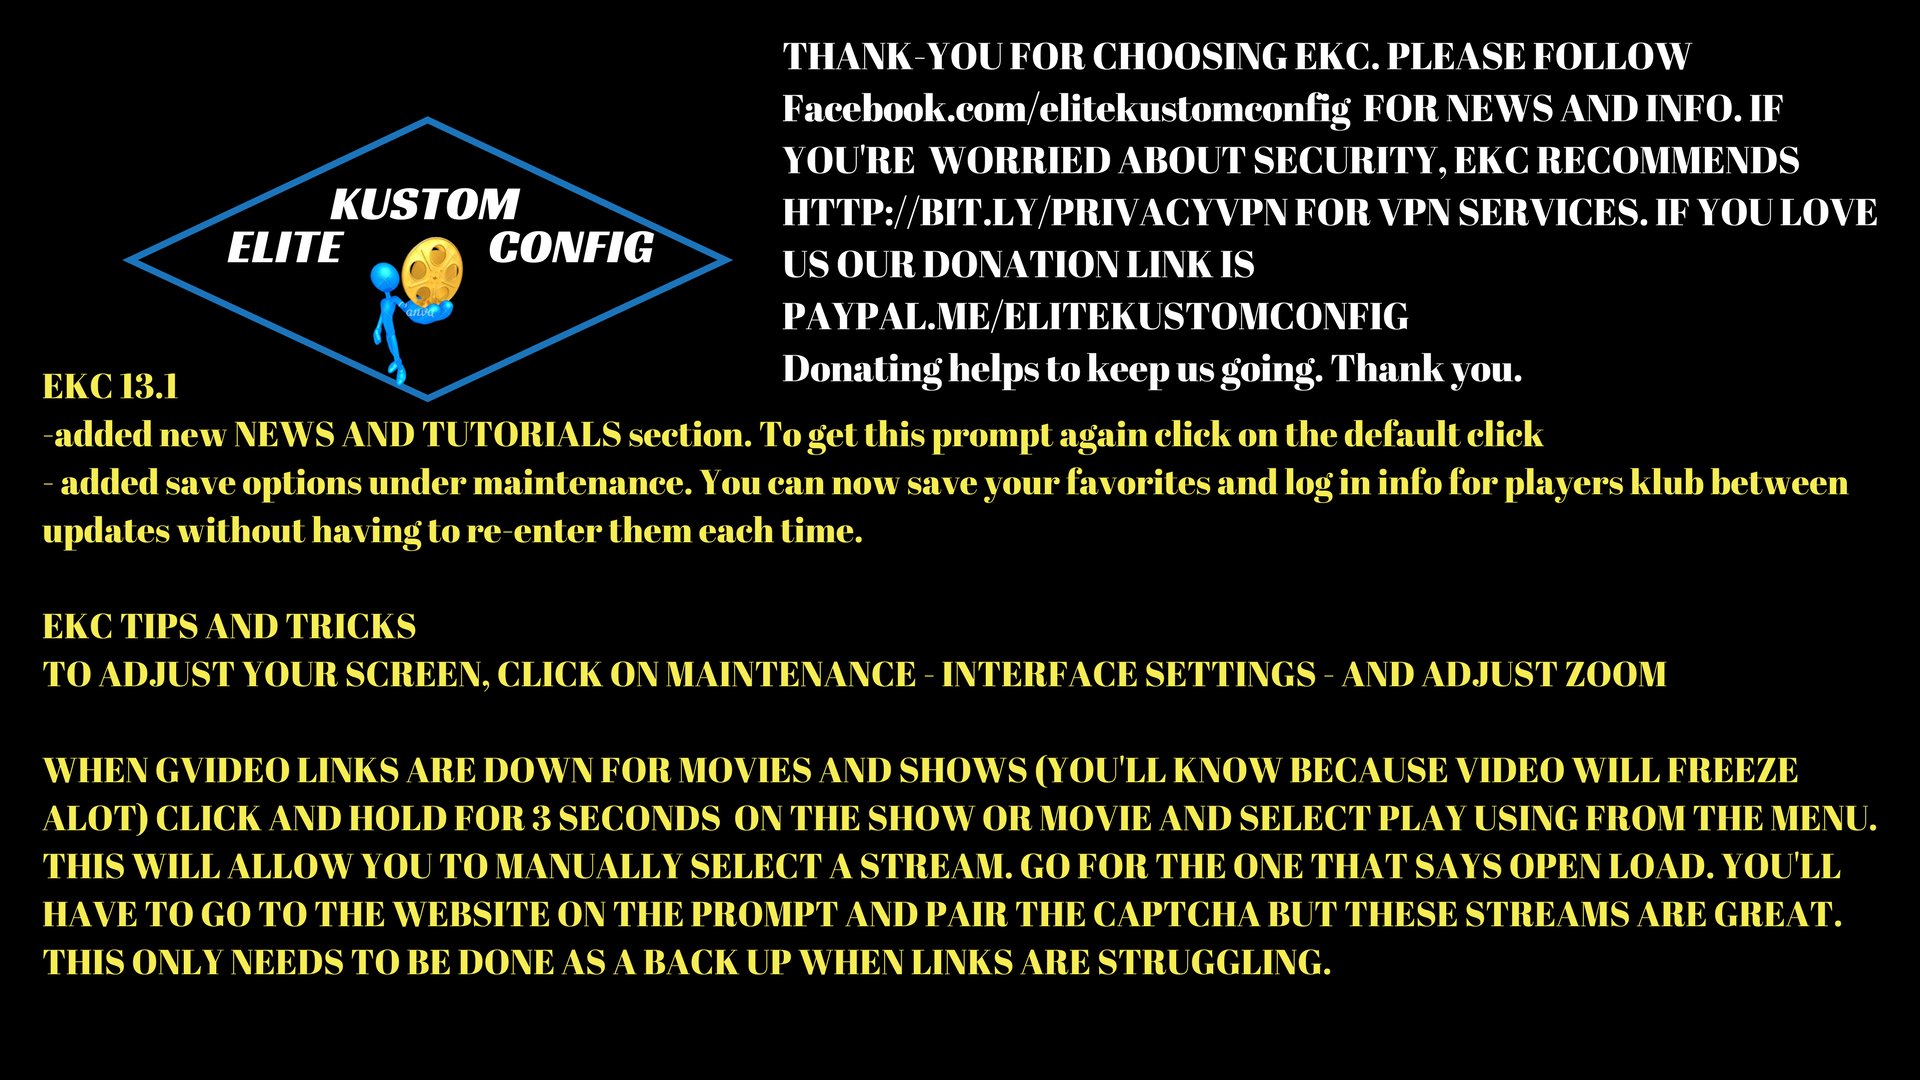 KUSTOM
ELITE CONFIG
anva
THANK-YOU FOR CHOOSING EKC. PLEASE FOLLOW
Facebook.com/elitekustomconfig FOR NEWS AND INFO. IF
YOU'RE WORRIED ABOUT SECURITY, EKC RECOMMENDS
HTTP://BIT.LY/PRIVACYVPN FOR VPN SERVICES. IF YOU LOVE
US OUR DONATION LINK IS
PAYPAL.ME/ELITEKUSTOMCONFIG
Donating helps to keep us going. Thank you.
EKC 13.1
-added new NEWS AND TUTORIALS section. To get this prompt again click on the default click
- added save options under maintenance. You can now save your favorites and log in info for players klub between
updates without having to re-enter them each time.
EKC TIPS AND TRICKS
TO ADJUST YOUR SCREEN, CLICK ON MAINTENANCE - INTERFACE SETTINGS - AND ADJUST ZOOM
WHEN GVIDEO LINKS ARE DOWN FOR MOVIES AND SHOWS (YOU'LL KNOW BECAUSE VIDEO WILL FREEZE
ALOT) CLICK AND HOLD FOR 3 SECONDS ON THE SHOW OR MOVIE AND SELECT PLAY USING FROM THE MENU.
THIS WILL ALLOW YOU TO MANUALLY SELECT A STREAM. GO FOR THE ONE THAT SAYS OPEN LOAD. YOU'LL
HAVE TO GO TO THE WEBSITE ON THE PROMPT AND PAIR THE CAPTCHA BUT THESE STREAMS ARE GREAT.
THIS ONLY NEEDS TO BE DONE AS A BACK UP WHEN LINKS ARE STRUGGLING.